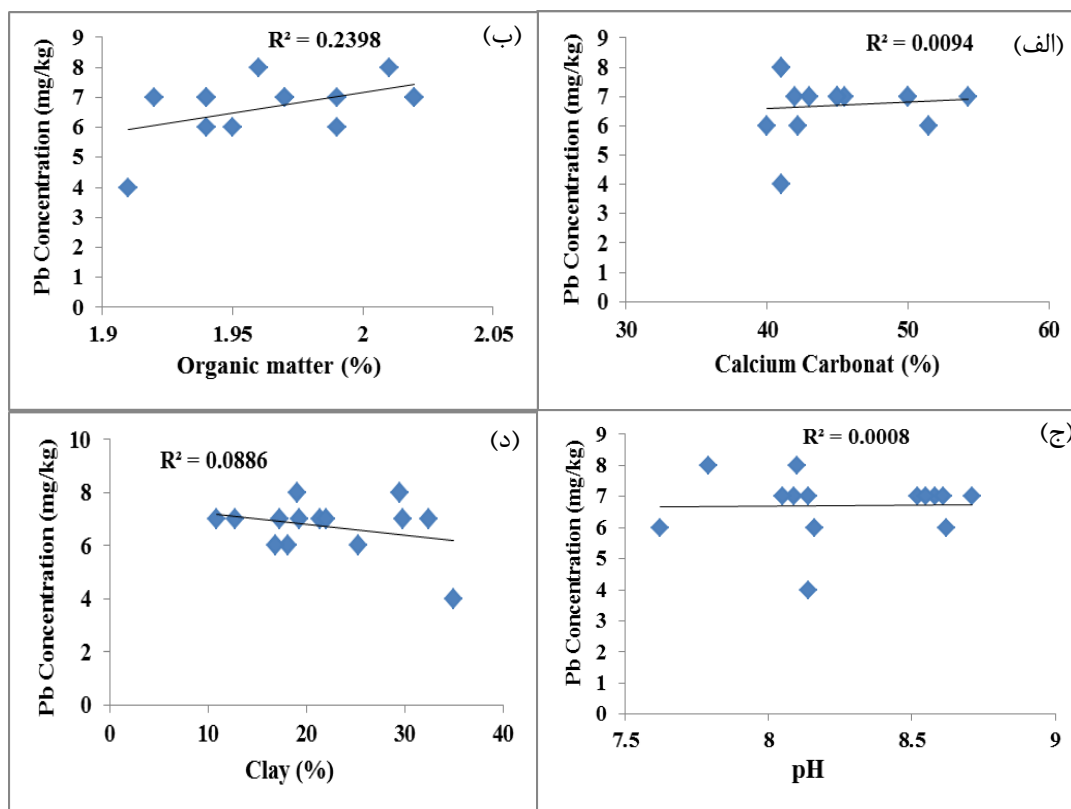 ب)
R² = 0.2398
Pb Concentration (mg/kg)
9
8
7
6
5
4
3
2
1
0
1.9 1.95 2 2.05
Organic matter (%)
الف)
R² = 0.0094
Pb Concentration (mg/kg)
9
8
7
6
5
4
3
2
1
0
30 40 50 60
Calcium Carbonat (%)
د)
R² = 0.0886
Pb Concentration (mg/kg)
10
8
6
4
2
0
0 10 20 30 40
Clay (%)
ج)
R² = 0.0008
Pb Concentration (mg/kg)
9
8
7
6
5
4
3
2
1
0
7.5 8 8.5 9
pH